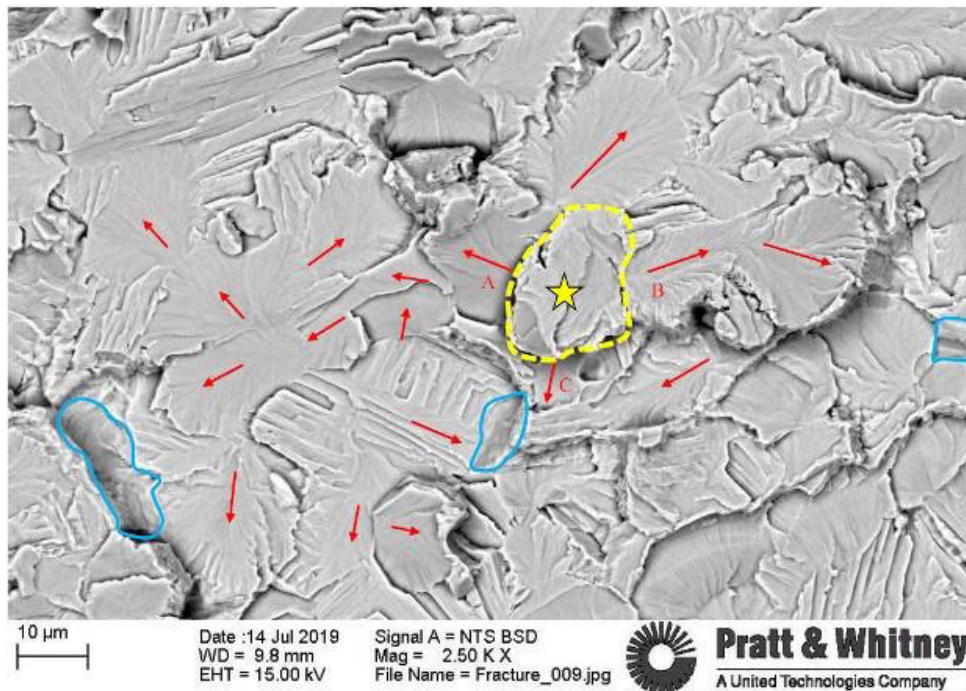 A
B
C
10 µm
Date :14 Jul 2019
WD = 9.8 mm
EHT = 15.00 kV
Signal A = NTS BSD
Mag = 2.50 K X
File Name = Fracture_009.jpg
Pratt & Whitney
A United Technologies Company